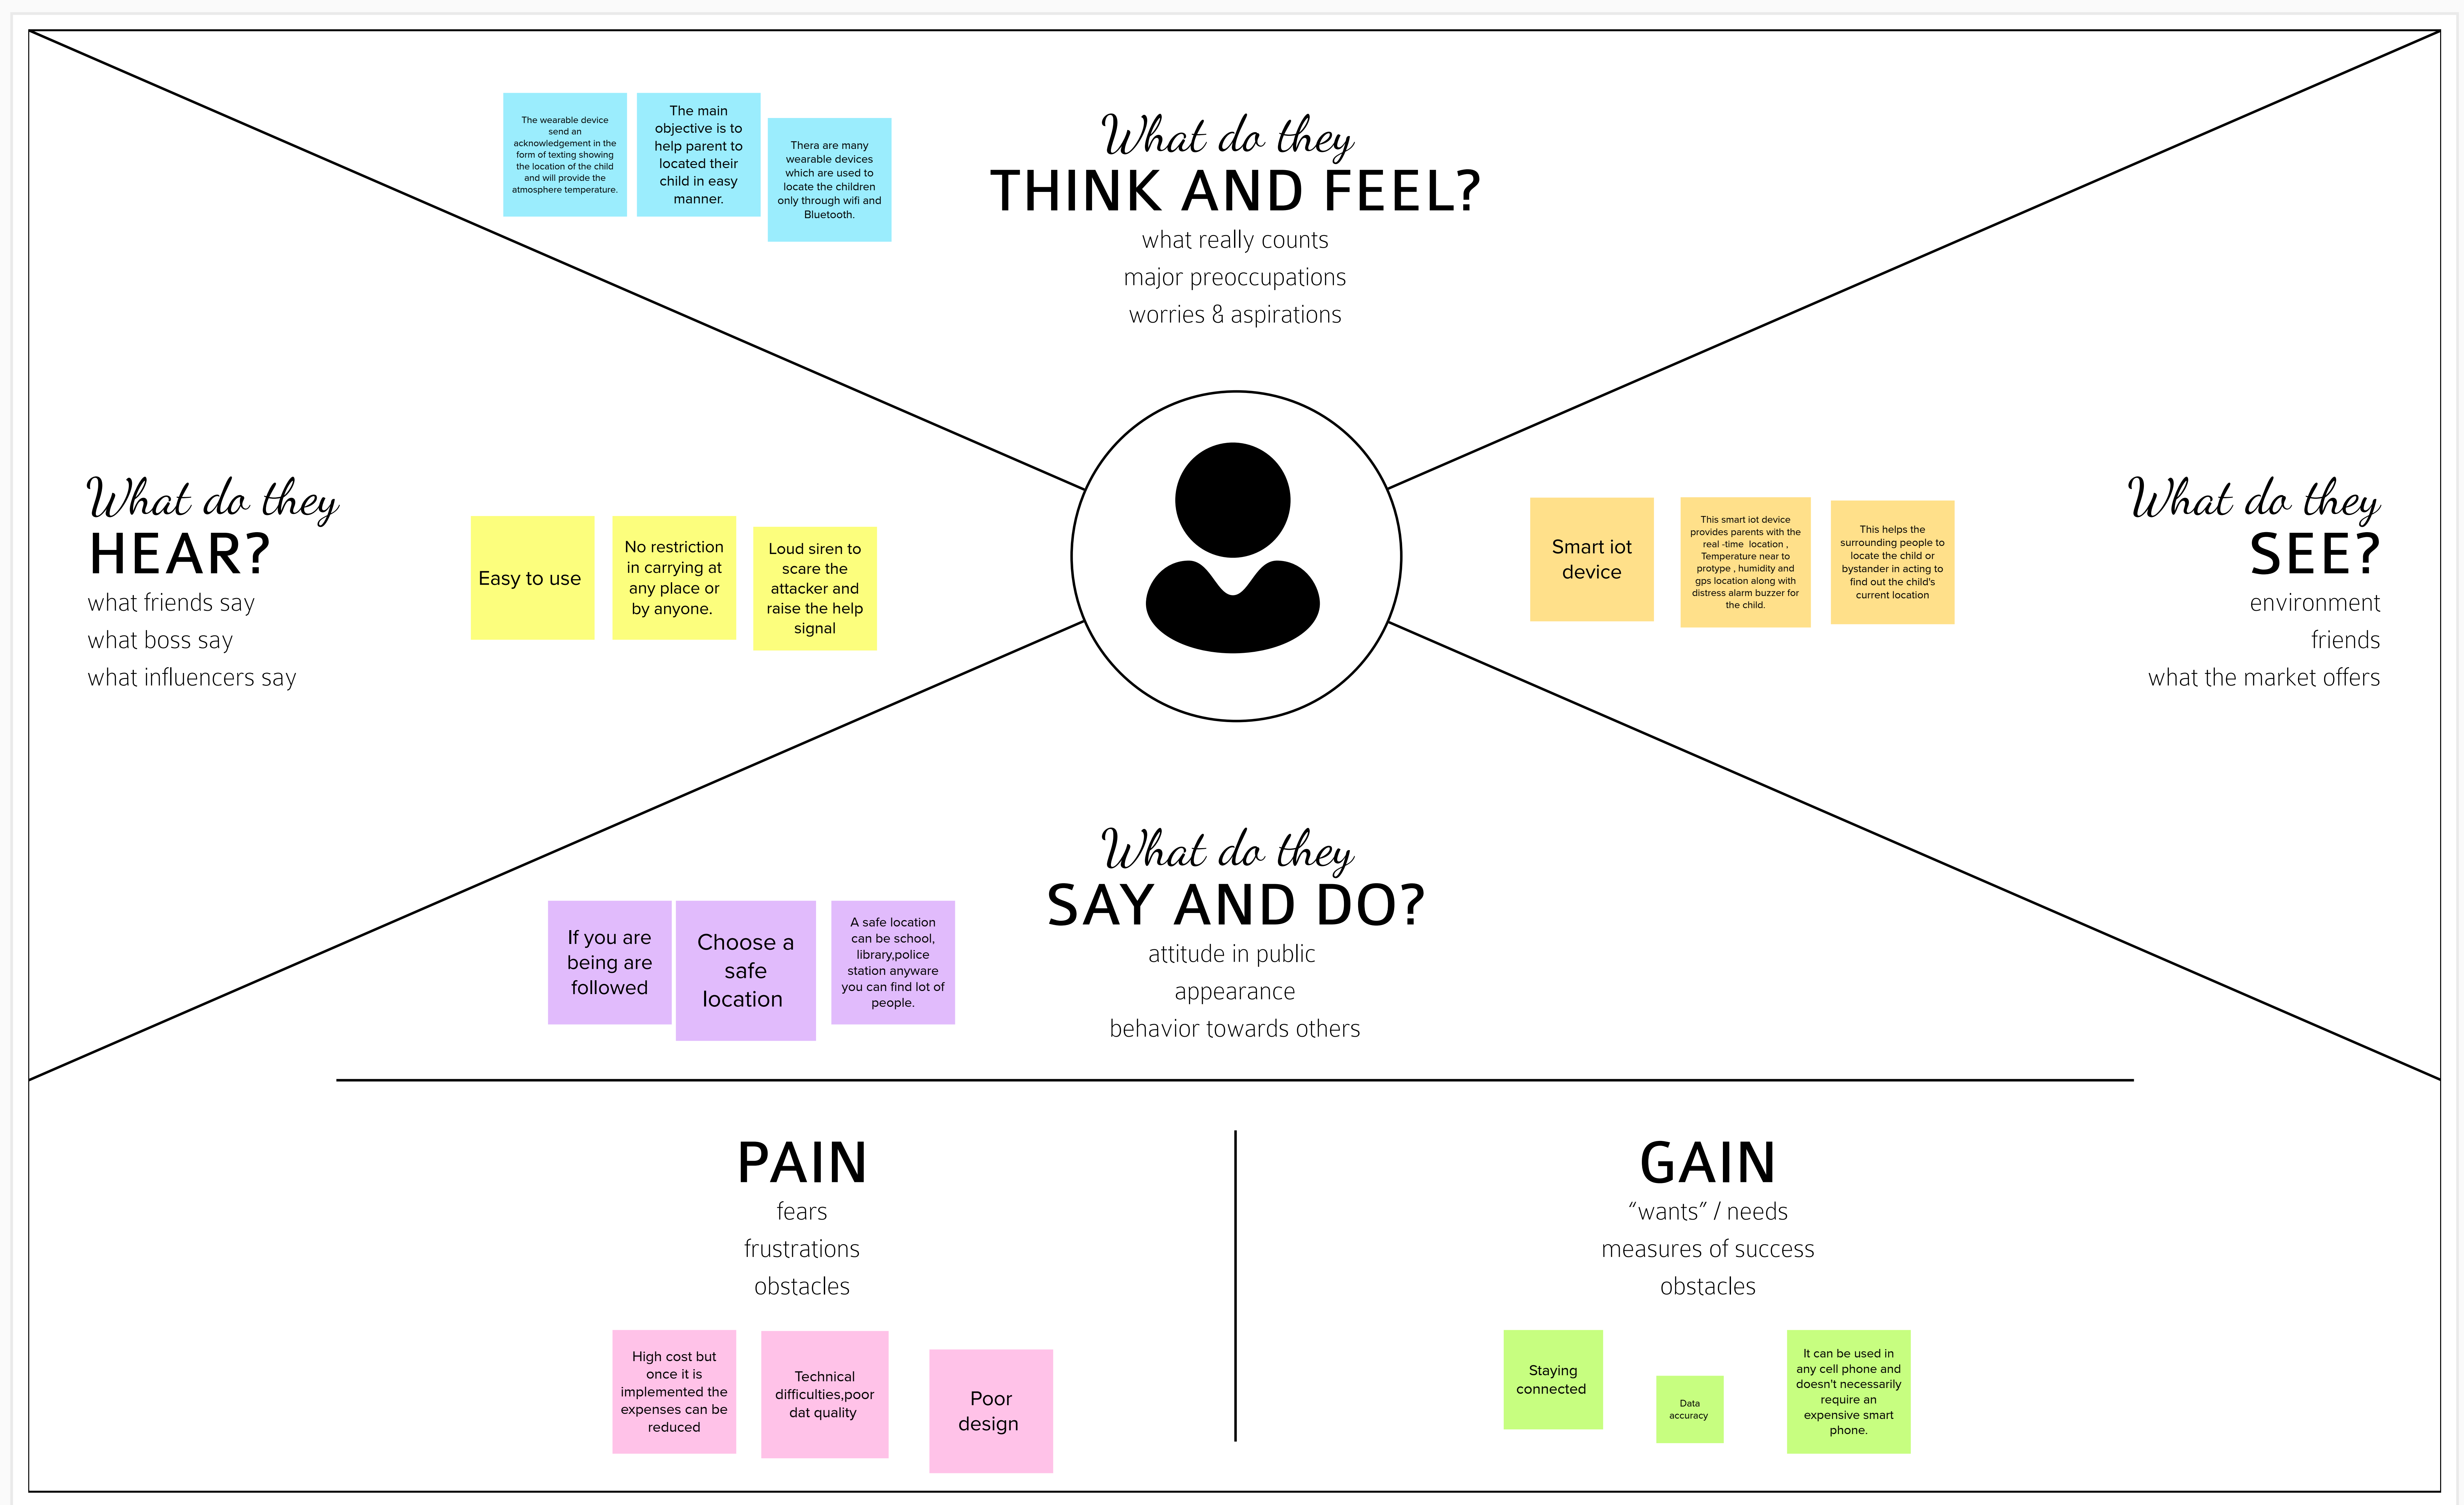 The wearable device
send an
acknowledgement in the
form of texting showing
the location of the child
and will provide the
atmosphere temperature.
The main
objective is to
help parent to
located their
child in easy
manner.
Thera are many
wearable devices
which are used to
locate the children
only through wifi and
Bluetooth.
What do they
THINK AND FEEL?
what really counts
major preoccupations
worries & aspirations
What do they
HEAR?
what friends say
what boss say
what influencers say
Easy to use
No restriction
in carrying at
any place or
by anyone.
Loud siren to
scare the
attacker and
raise the help
signal
Smart iot
device
This smart iot device
provides parents with the
real -time location ,
Temperature near to
protype , humidity and
gps location along with
distress alarm buzzer for
the child.
This helps the
surrounding people to
locate the child or
bystander in acting to
find out the child's
current location
What do they
SEE?
environment
friends
what the market offers
What do they
SAY AND DO?
attitude in public
appearance
behavior towards others
If you are
being are
followed
Choose a
safe
location
A safe location
can be school,
library,police
station anyware
you can find lot of
people.
PAIN
fears
frustrations
obstacles
High cost but
once it is
implemented the
expenses can be
reduced
Technical
difficulties,poor
dat quality
Poor
design
GAIN
“wants” / needs
measures of success
obstacles
Staying
connected
Data
accuracy
It can be used in
any cell phone and
doesn't necessarily
require an
expensive smart
phone.